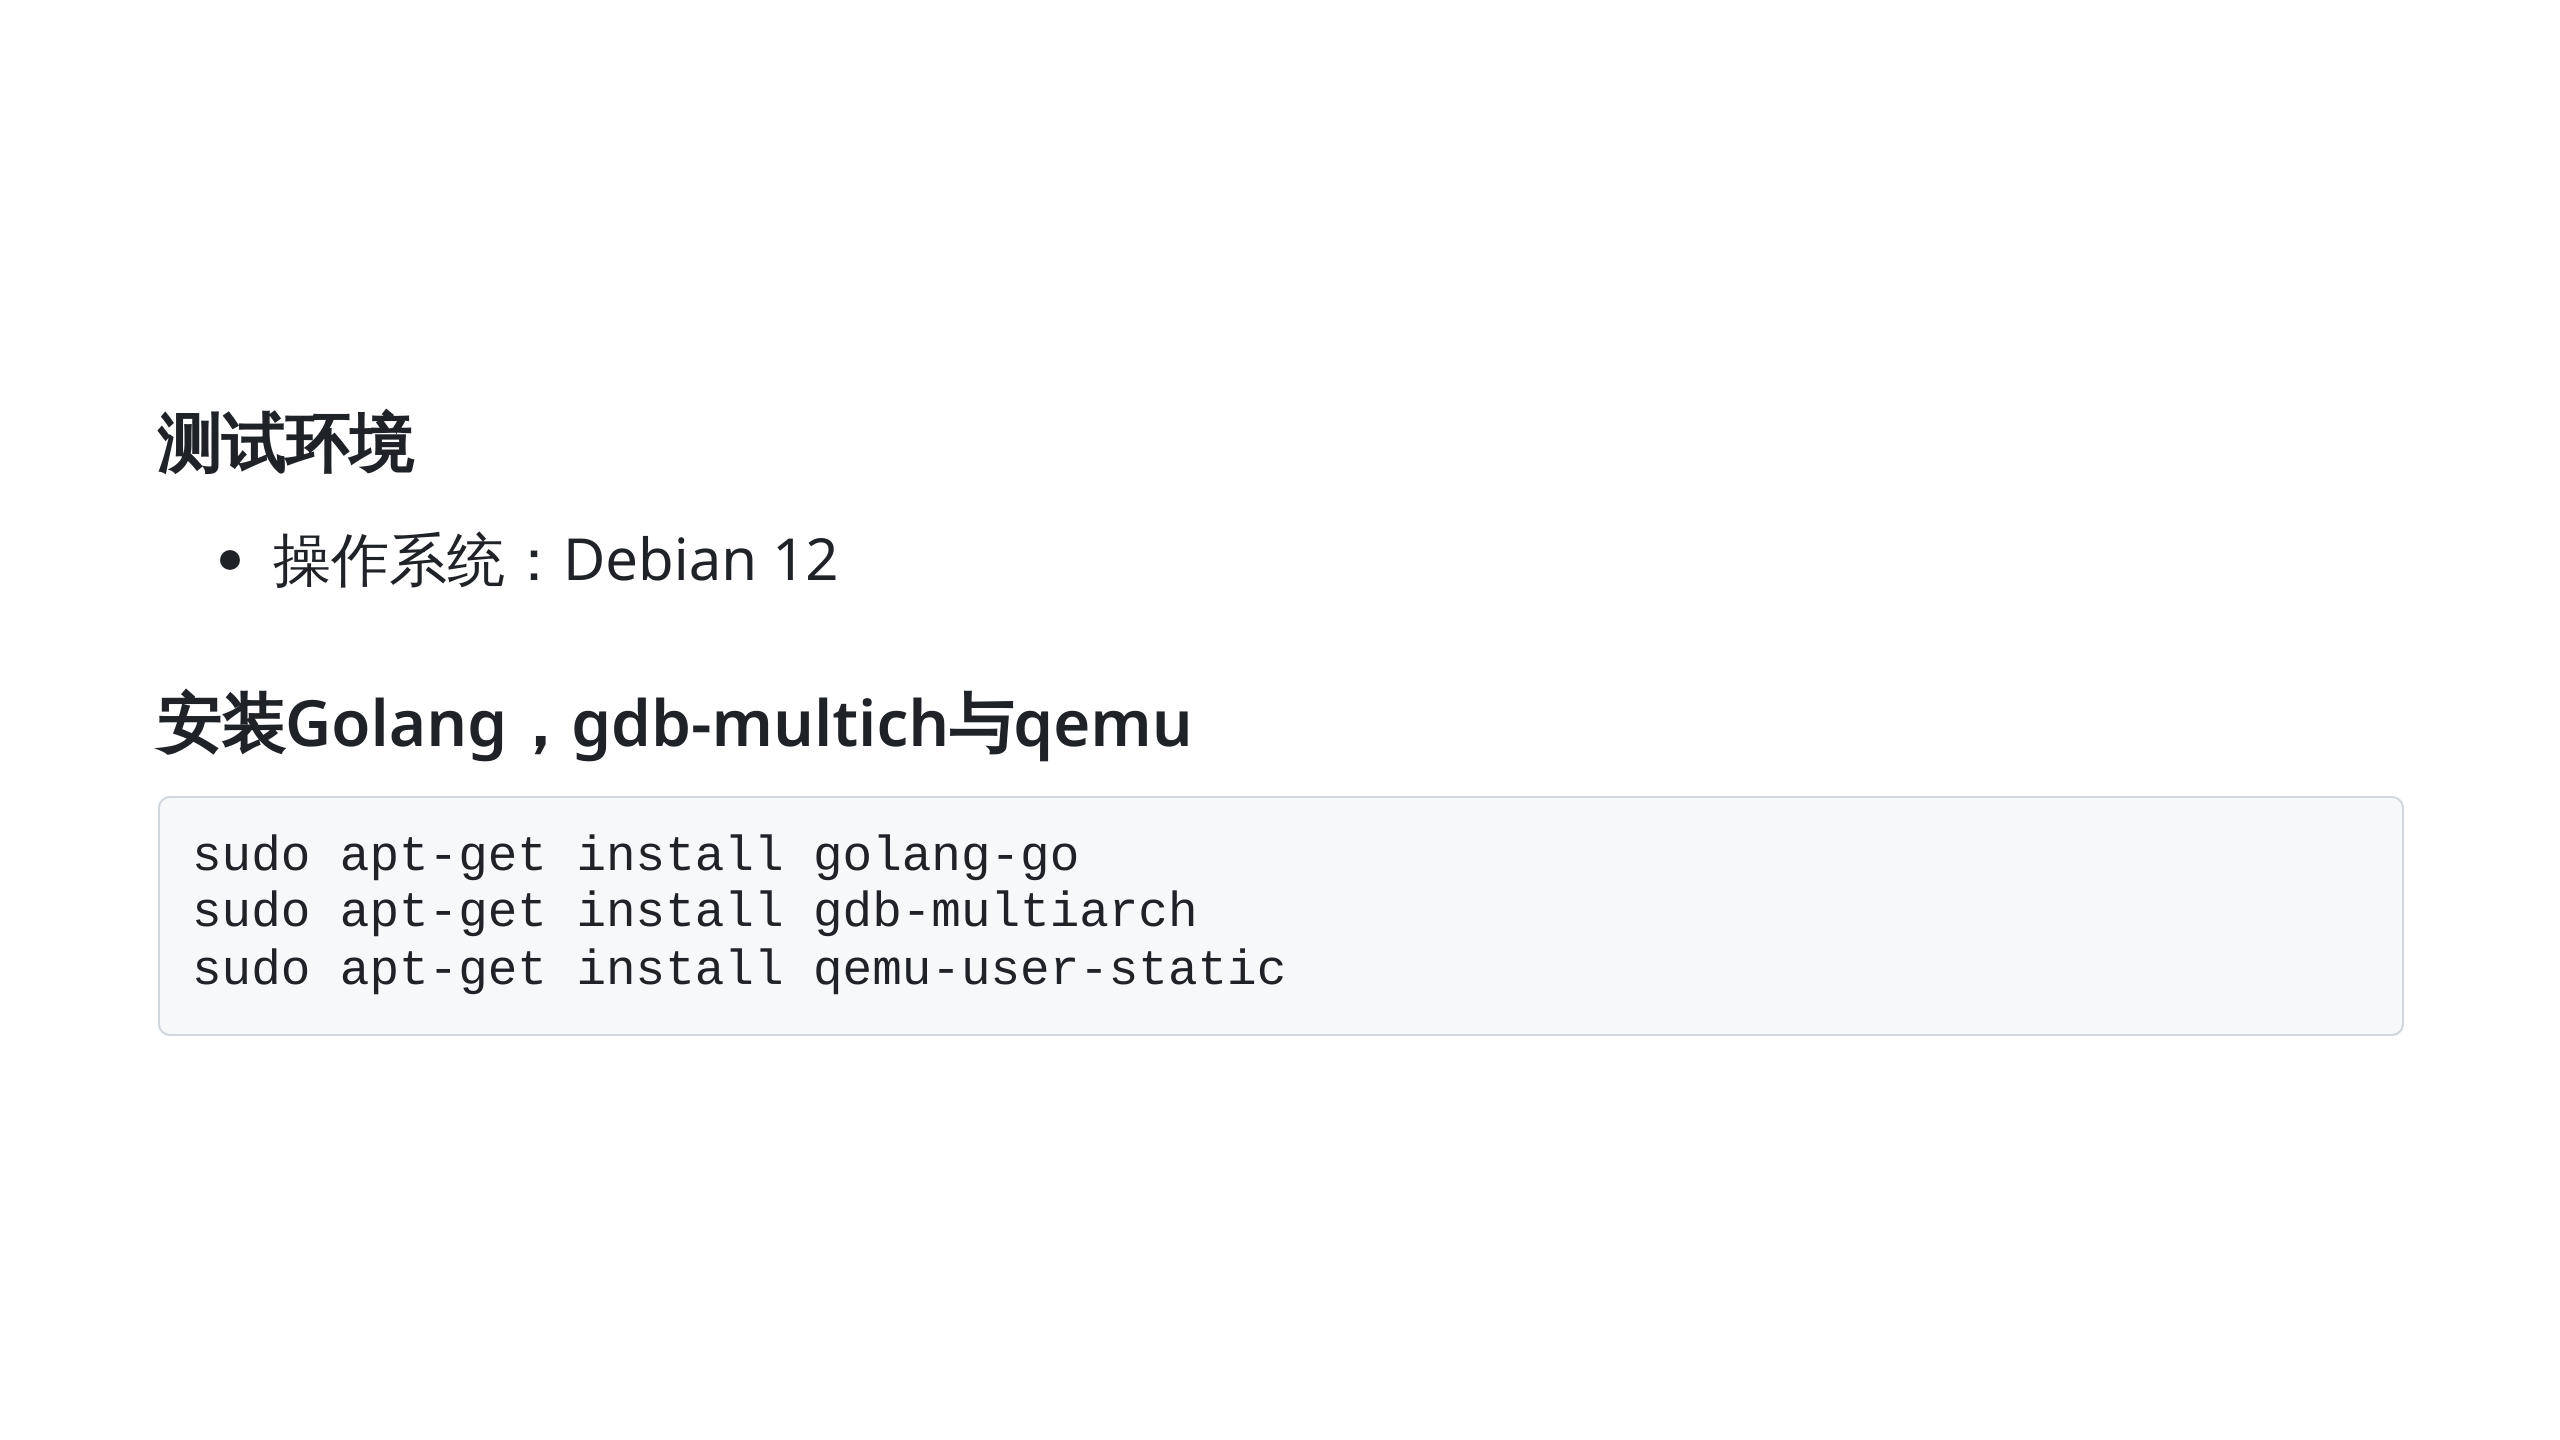 测试环境
操作系统：Debian 12
安装Golang，gdb-multich与qemu
sudo apt-get install golang-go
sudo apt-get install gdb-multiarch
sudo apt-get install qemu-user-static